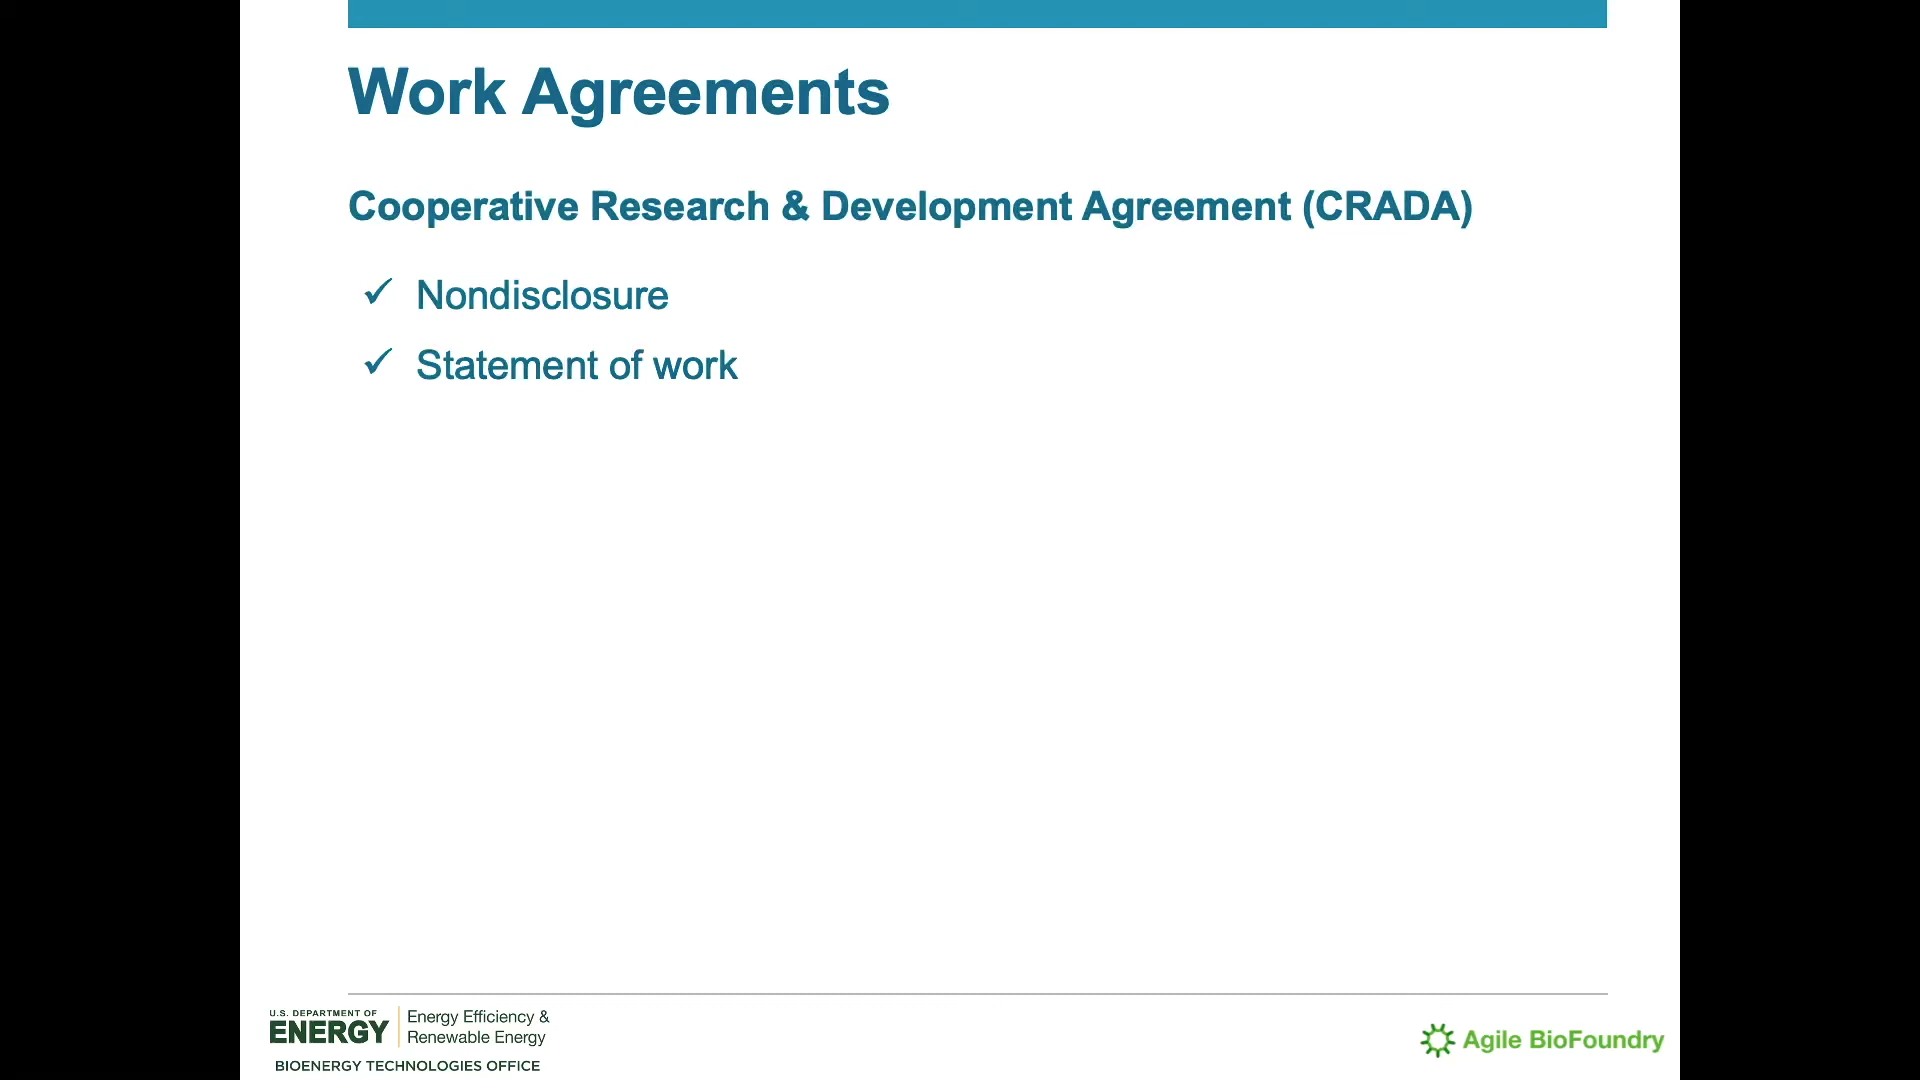 Work Agreements
Cooperative Research & Development Agreement (CRADA)
✓ Nondisclosure
✓ Statement of work
U.S. DEPARTMENT OF
ENERGY
Energy Efficiency &
Renewable Energy
BIOENERGY TECHNOLOGIES OFFICE
Agile BioFoundry